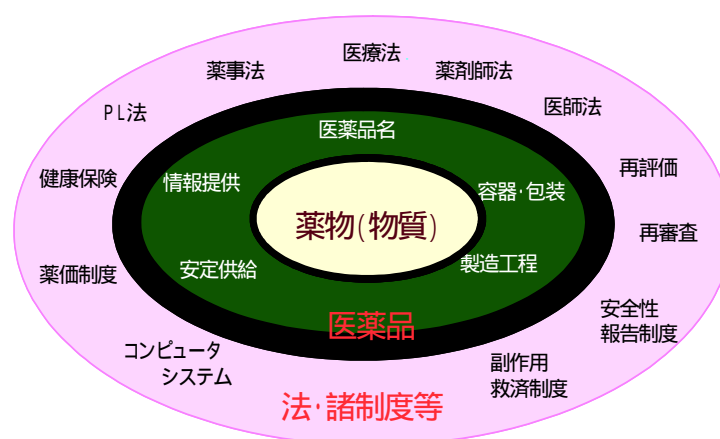 医療法
薬事法
薬剤師法
PL法
医師法
健康保険
再評価
薬価制度
再審査
コンピュータ
システム
安全性
報告制度
副作用
救済制度
法・諸制度等
医薬品名
情報提供
容器・包装
安定供給
製造工程
医薬品
薬物(物質)